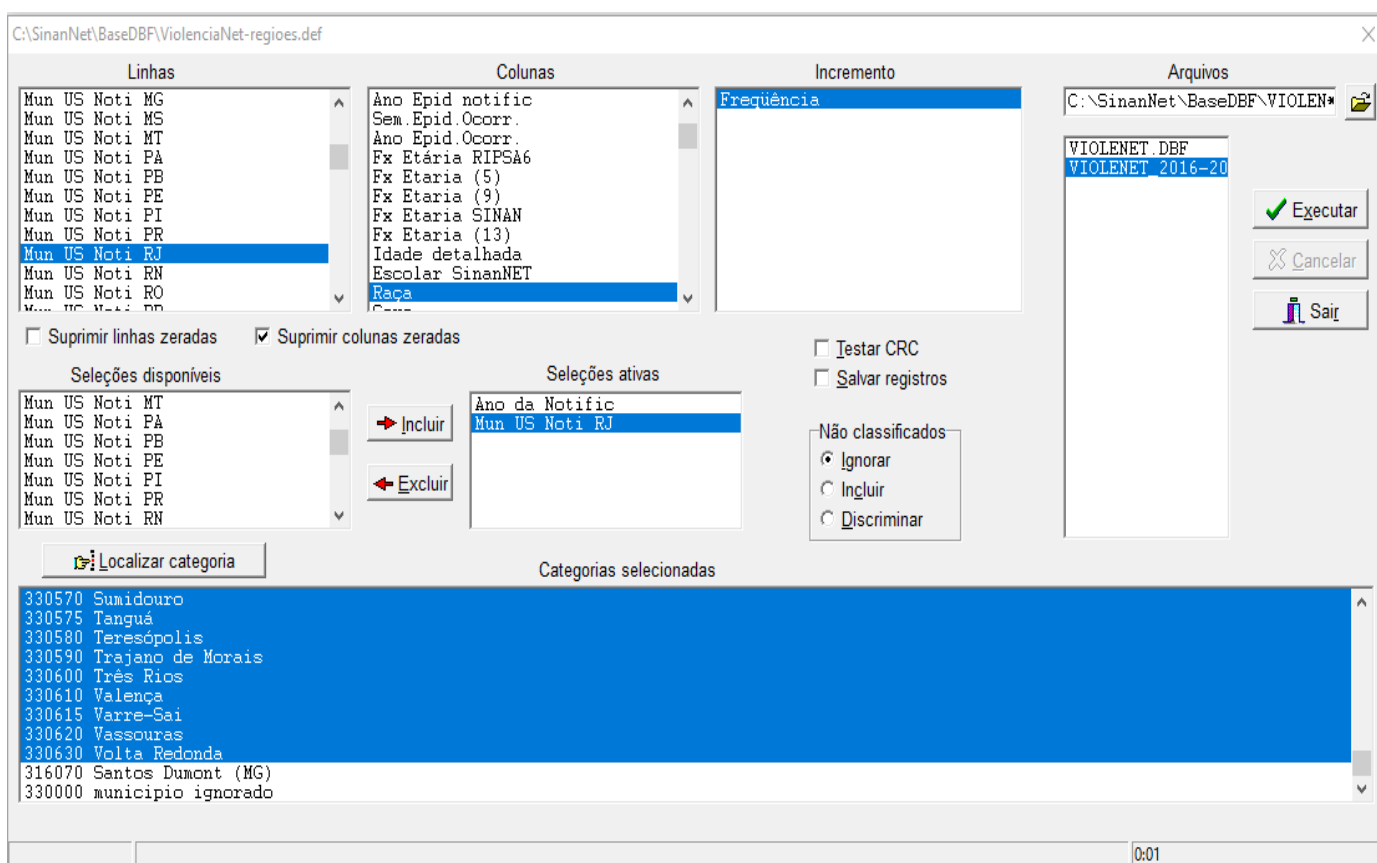 C:\SinanNet\BaseDBF\ViolenciaNet-regioes.def
Linhas
Mun US Noti MG
Mun US Noti MS
Mun US Noti MT
Mun US Noti PA
Mun US Noti PB
Mun US Noti PE
Mun US Noti PI
Mun US Noti PR
Mun US Noti RJ
Mun US Noti RN
Mun US Noti RO
Colunas
Ano Epid notific
Sem.Epid.Ocorr.
Ano Epid.Ocorr.
Fx Etária RIPSA6
Fx Etaria (5)
Fx Etaria (9)
Fx Etaria SINAN
Fx Etaria (13)
Idade detalhada
Escolar SinanNET
Raça
Incremento
Freqüência
Arquivos
C:\SinanNet\BaseDBF\VIOLEN*
VIOLENET.DBF
VIOLENET_2016-20
Executar
Cancelar
Sair
Suprimir linhas zeradas
Suprimir colunas zeradas
Testar CRC
Salvar registros
Seleções disponíveis
Mun US Noti MT
Mun US Noti PA
Mun US Noti PB
Mun US Noti PE
Mun US Noti PI
Mun US Noti PR
Mun US Noti RN
Incluir
Excluir
Seleções ativas
Ano da Notific
Mun US Noti RJ
Não classificados
Ignorar
Incluir
Discriminar
Localizar categoria
Categorias selecionadas
330570 Sumidouro
330575 Tanguá
330580 Teresópolis
330590 Trajano de Morais
330600 Três Rios
330610 Valença
330615 Varre-Sai
330620 Vassouras
330630 Volta Redonda
316070 Santos Dumont (MG)
330000 municipio ignorado
0:01